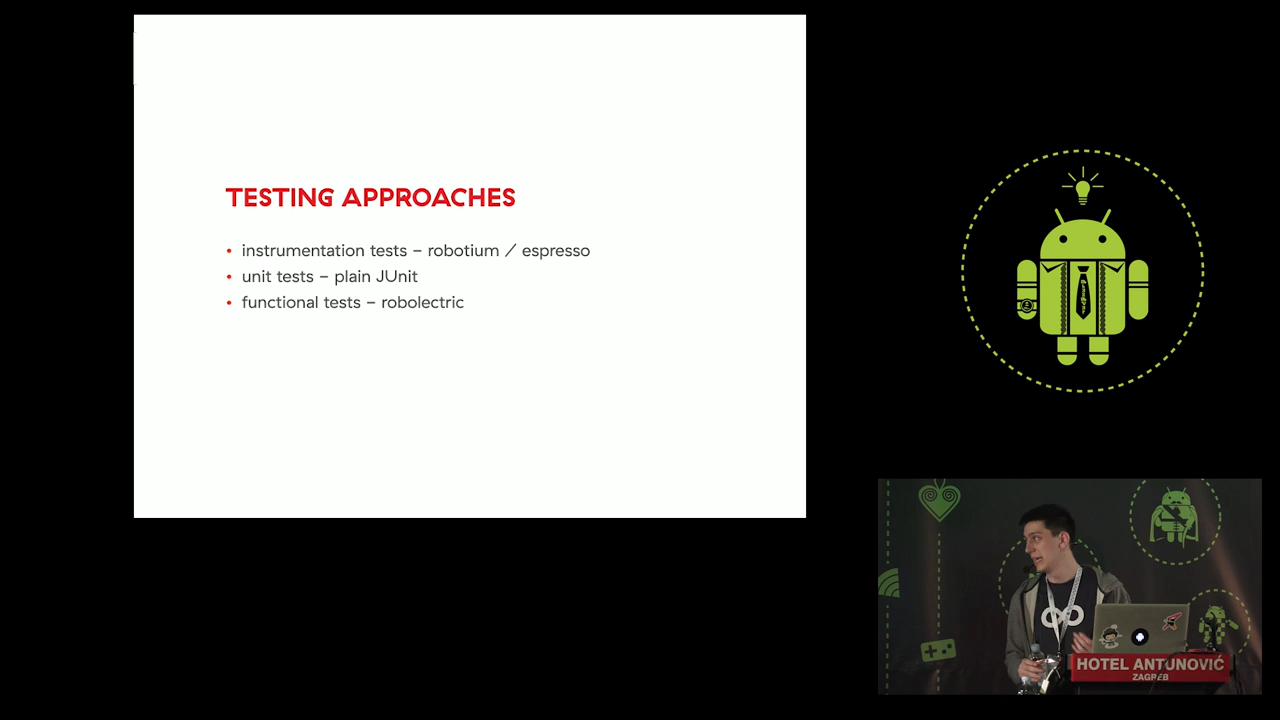 TESTING APPROACHES
• instrumentation tests – robotium / espresso
• unit tests – plain JUnit
• functional tests – robolectric
HOTEL ANTUNOVIĆ
ZAGREB